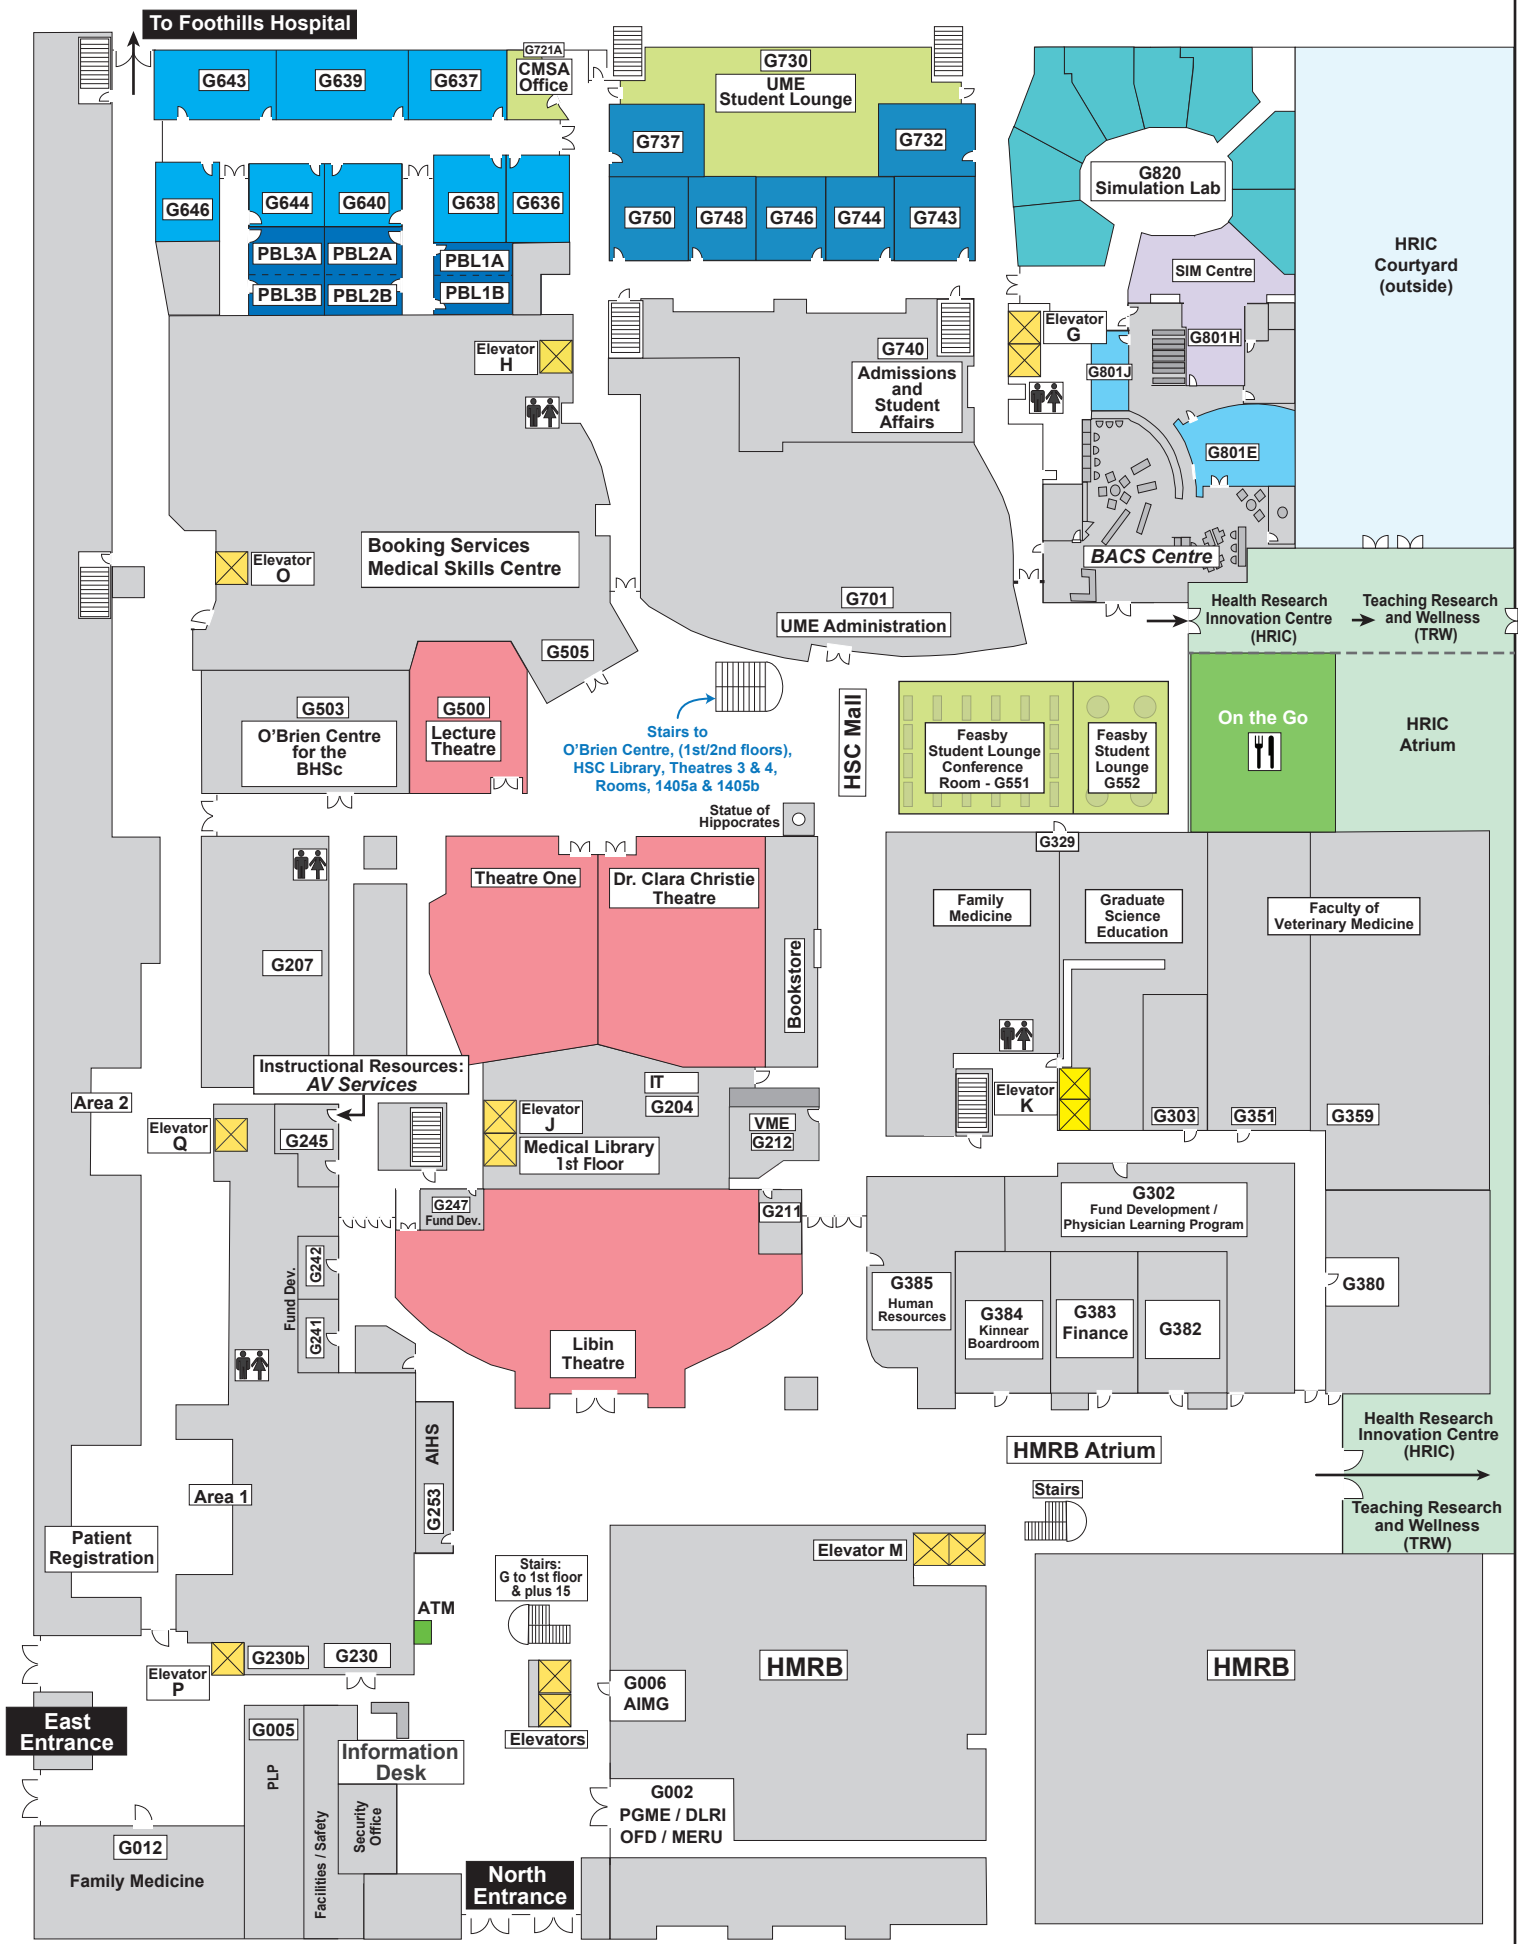 To Foothills Hospital
G643
G639
G637
G721A
CMSA
Office
G730
UME
Student Lounge
G737
G732
G820
Simulation Lab
G646
G644
G640
G638
G636
G750
G748
G746
G744
G743
PBL3A
PBL2A
PBL1A
PBL3B
PBL2B
PBL1B
SIM Centre
HRIC
Courtyard
(outside)
Elevator
H
Elevator
G
G801H
G801J
G740
Admissions
and
Student
Affairs
G801E
Elevator
O
Booking Services
Medical Skills Centre
BACS Centre
G701
UME Administration
Health Research
Innovation Centre
(HRIC)
Teaching Research
and Wellness
(TRW)
G505
G503
O'Brien Centre
for the
BHSc
G500
Lecture
Theatre
Stairs to
O'Brien Centre, (1st/2nd floors),
HSC Library, Theatres 3 & 4,
Rooms, 1405a & 1405b
HSC Mall
Feasby
Student Lounge
Conference
Room - G551
Feasby
Student
Lounge
G552
On the Go
HRIC
Atrium
Statue of
Hippocrates
G329
Theatre One
Dr. Clara Christie
Theatre
Bookstore
Family
Medicine
Graduate
Science
Education
Faculty of
Veterinary Medicine
G207
Instructional Resources:
AV Services
IT
G204
Area 2
Elevator
Q
G245
Elevator
J
Medical Library
1st Floor
VME
G212
Elevator
K
G303
G351
G359
G247
Fund Dev.
G211
G302
Fund Development /
Physician Learning Program
G242
Fund Dev.
G241
G385
Human
Resources
G384
Kinnear
Boardroom
G383
Finance
G382
G380
Libin
Theatre
AIHS
G253
HMRB Atrium
Health Research
Innovation Centre
(HRIC)
Stairs
Area 1
Teaching Research
and Wellness
(TRW)
Patient
Registration
Elevator M
Stairs:
G to 1st floor
& plus 15
ATM
G230b
G230
Elevator
P
HMRB
HMRB
G006
AIMG
East
Entrance
G005
PLP
Information
Desk
Elevators
G002
PGME / DLRI
OFD / MERU
Facilities / Safety
Security
Office
G012
Family Medicine
North
Entrance